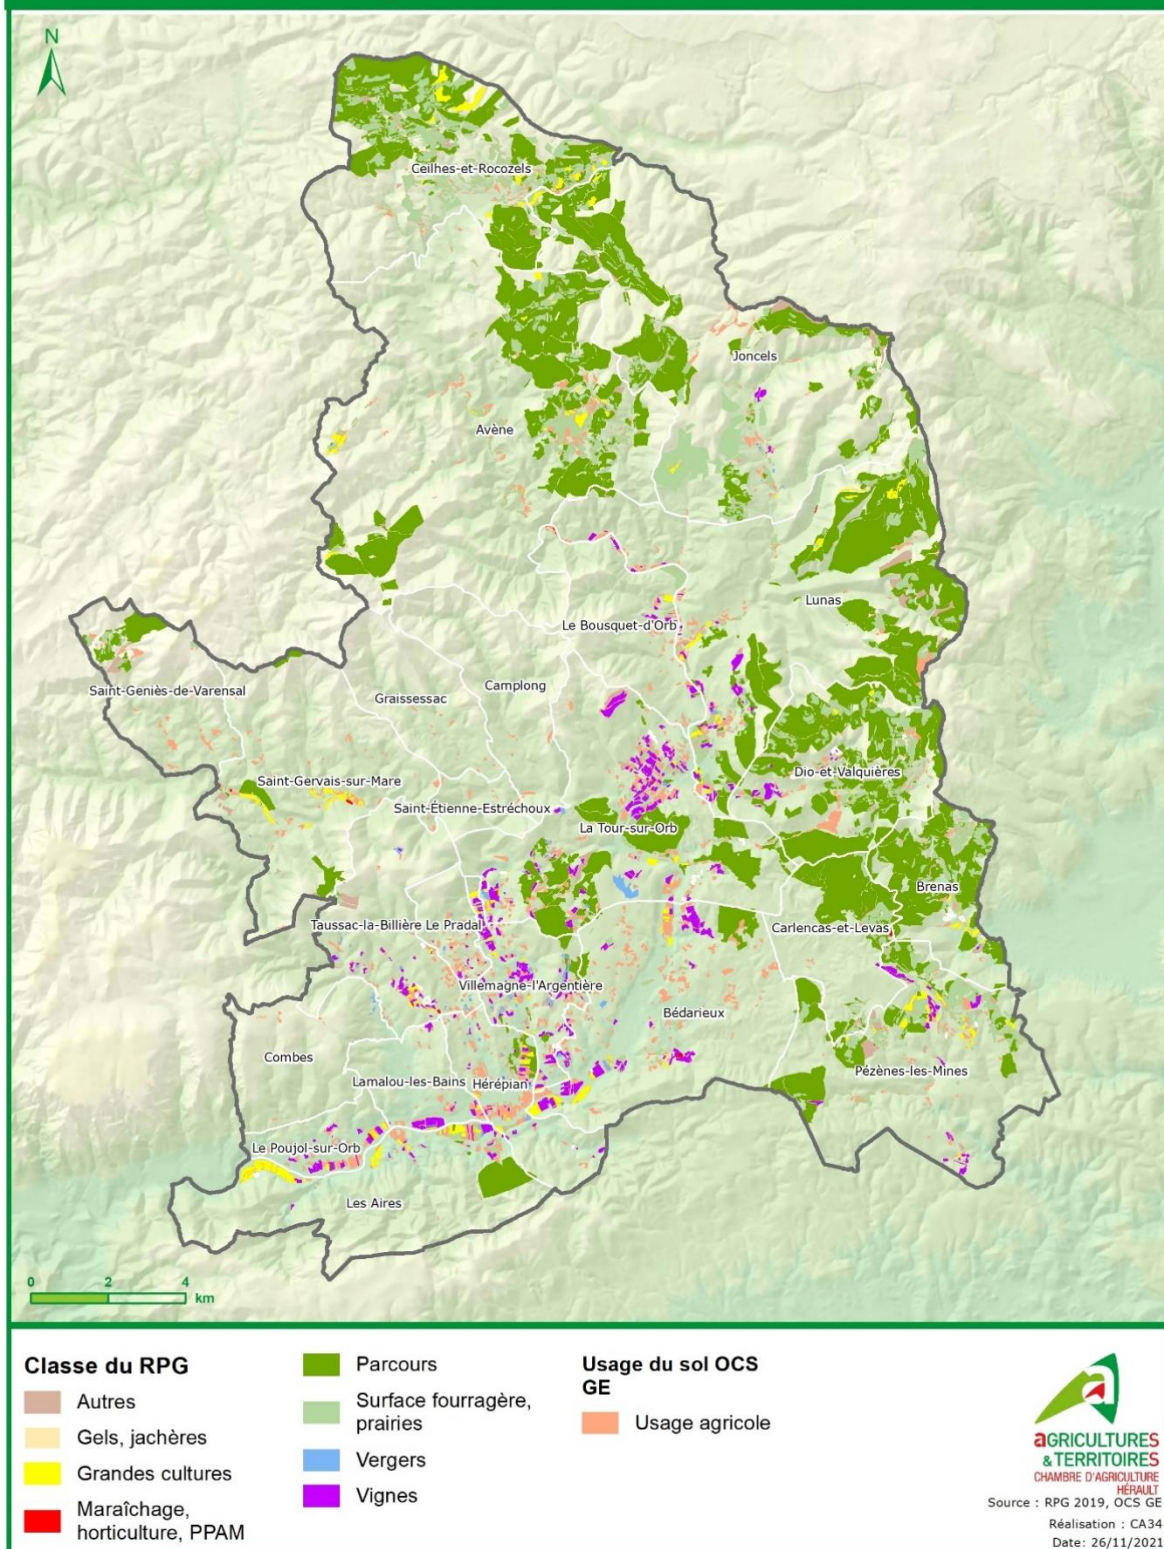 N
Ceilhes-et-Rocozels
Joncels
Avène
Lunas
Le Bousquet-d'Orb
Camplong
Graissessac
Saint-Geniès-de-Varensal
Dio-et-Valquières
Saint-Gervais-sur-Mare
Saint-Étienne-Estréchoux
La Tour-sur-Orb
Brenas
Taussac-la-Billière Le Pradal
Carlencas-et-Levas
Villemagne-l'Argentière
Bédarieux
Combes
Lamalou-les-Bains
Hérépian
Pézènes-les-Mines
Le Poujol-sur-Orb
Les Aires
0 2 4
km
Classe du RPG
Autres
Gels, jachères
Grandes cultures
Maraîchage,
horticulture, PPAM
Parcours
Surface fourragère,
prairies
Vergers
Vignes
Usage du sol OCS
GE
Usage agricole
a
aGRICULTURES
& TERRITOIRES
CHAMBRE D'AGRICULTURE
HÉRAULT
Source : RPG 2019, OCS GE
Réalisation : CA34
Date: 26/11/2021